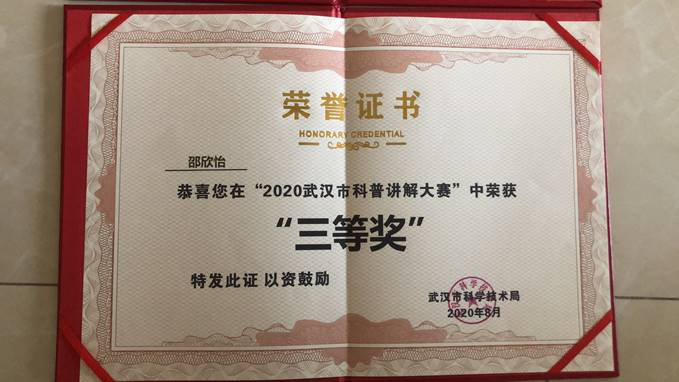 荣誉证书
HONORARY CREDENTIAL
邵欣怡
恭喜您在“2020武汉市科普讲解大赛”中荣获
“三等奖”
特发此证 以资鼓励
武汉市科学技术局
2020年8月